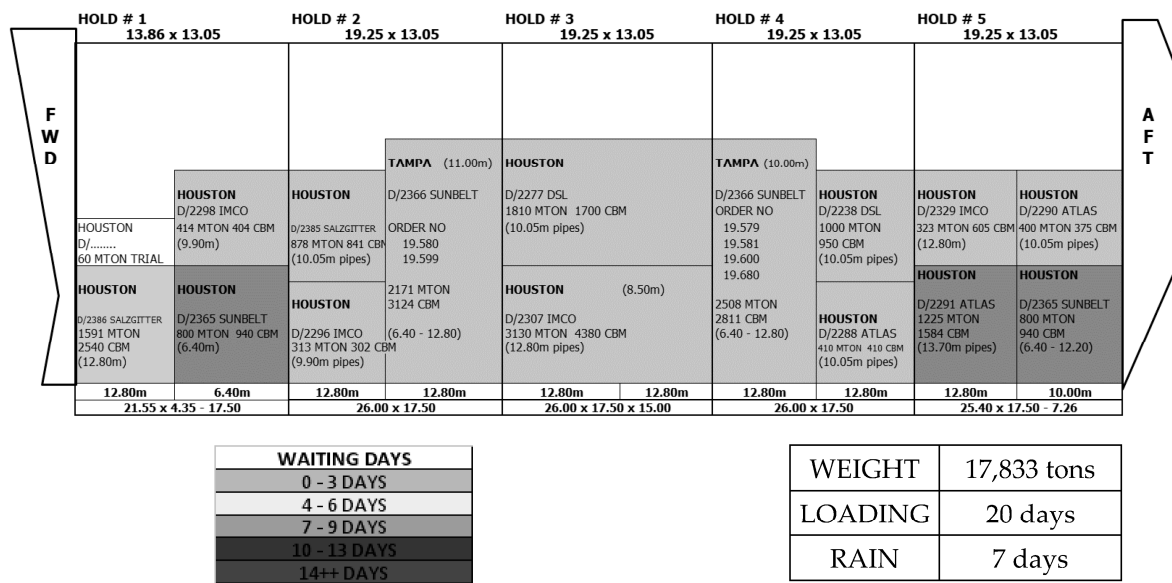 HOLD # 1
13.86 x 13.05
HOLD # 2
19.25 x 13.05
HOLD # 3
19.25 x 13.05
HOLD # 4
19.25 x 13.05
HOLD # 5
19.25 x 13.05
F
W
D
A
F
T
HOUSTON
D/........
60 MTON TRIAL
HOUSTON
D/2298 IMCO
414 MTON 404 CBM
(9.90m)
HOUSTON
D/2386 SALZGITTER
1591 MTON
2540 CBM
(12.80m)
HOUSTON
D/2365 SUNBELT
800 MTON 940 CBM
(6.40m)
HOUSTON
D/2385 SALZGITTER
878 MTON 841 CBM
(10.05m pipes)
HOUSTON
D/2296 IMCO
313 MTON 302 CBM
(9.90m pipes)
TAMPA (11.00m)
D/2366 SUNBELT
ORDER NO
19.580
19.599
2171 MTON
3124 CBM
(6.40 - 12.80)
HOUSTON
D/2277 DSL
1810 MTON 1700 CBM
(10.05m pipes)
HOUSTON (8.50m)
D/2307 IMCO
3130 MTON 4380 CBM
(12.80m pipes)
TAMPA (10.00m)
D/2366 SUNBELT
ORDER NO
19.579
19.581
19.600
19.680
2508 MTON
2811 CBM
(6.40 - 12.80)
HOUSTON
D/2238 DSL
1000 MTON
950 CBM
(10.05m pipes)
HOUSTON
D/2288 ATLAS
410 MTON 410 CBM
(10.05m pipes)
HOUSTON
D/2329 IMCO
323 MTON 605 CBM
(12.80m)
HOUSTON
D/2290 ATLAS
400 MTON 375 CBM
(10.05m pipes)
HOUSTON
D/2291 ATLAS
1225 MTON
1584 CBM
(13.70m pipes)
HOUSTON
D/2365 SUNBELT
800 MTON
940 CBM
(6.40 - 12.20)
12.80m 6.40m 12.80m 12.80m 12.80m 12.80m 12.80m 12.80m 12.80m 10.00m
21.55 x 4.35 - 17.50 26.00 x 17.50 26.00 x 17.50 x 15.00 26.00 x 17.50 25.40 x 17.50 - 7.26
WAITING DAYS
0 - 3 DAYS
4 - 6 DAYS
7 - 9 DAYS
10 - 13 DAYS
14++ DAYS
WEIGHT 17,833 tons
LOADING 20 days
RAIN 7 days